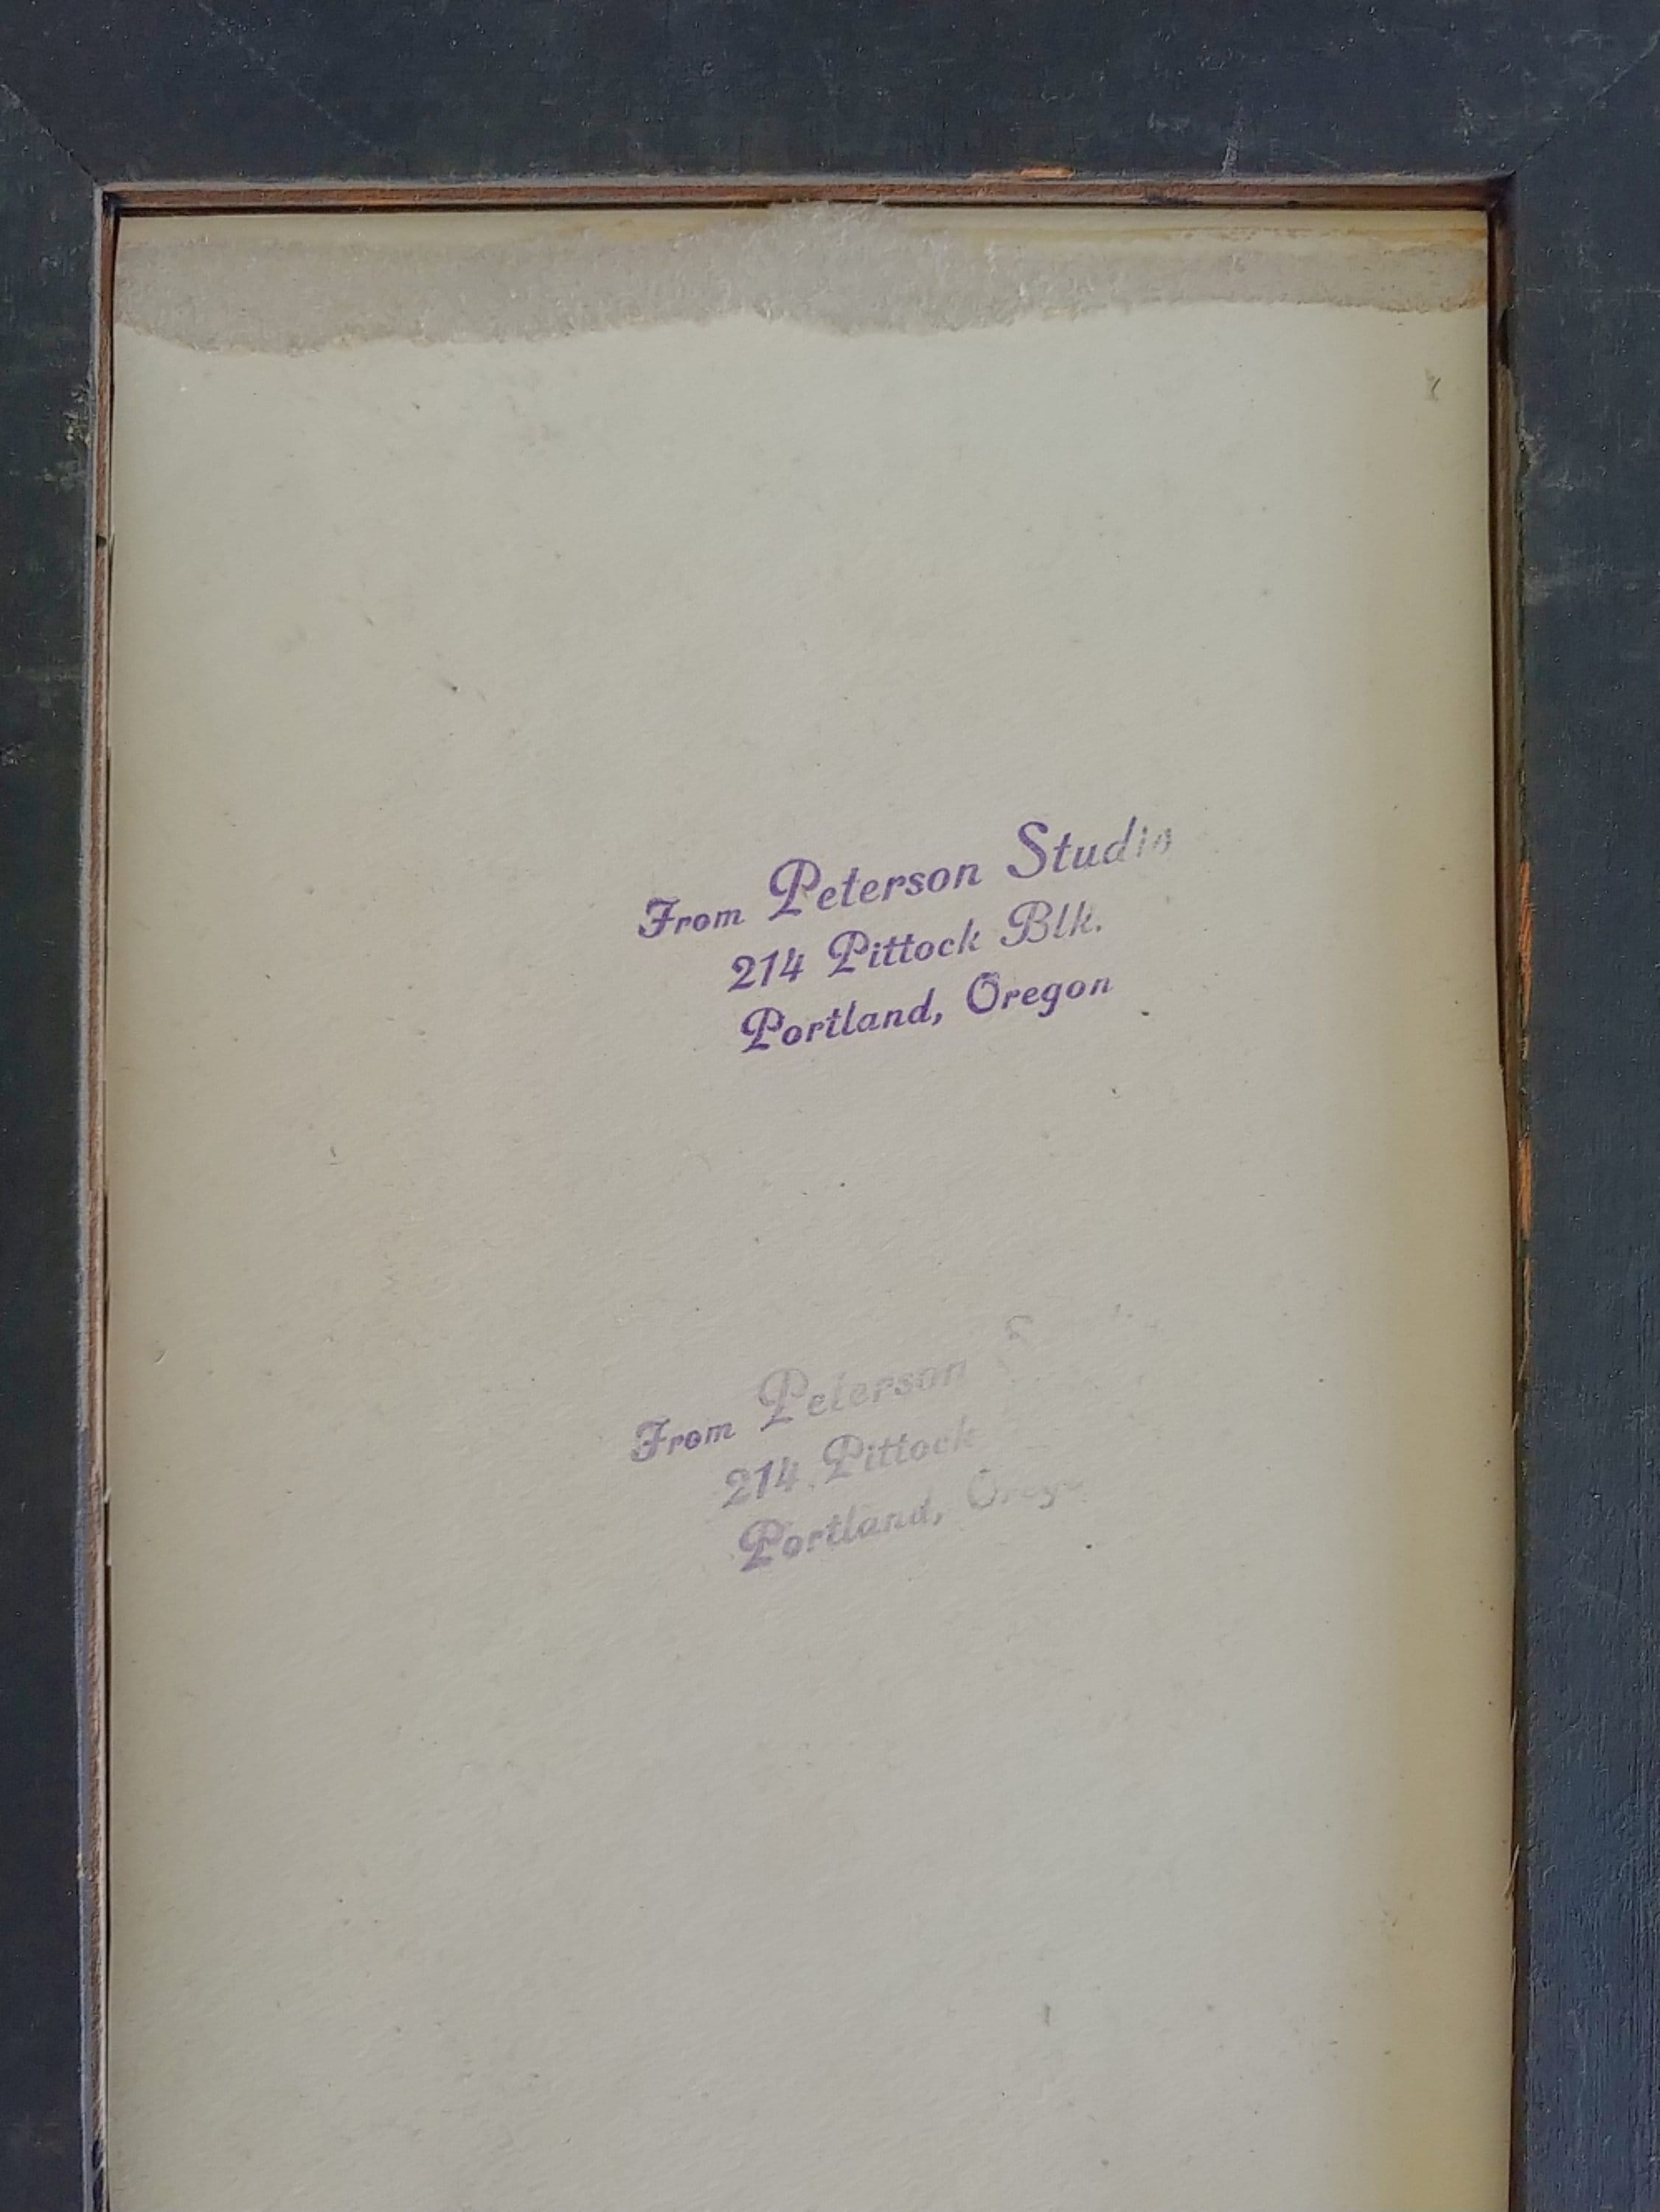 From Peterson Studio
214 Pittock Blk.
Portland, Oregon
From Peterson
214 Pittock
Portland,